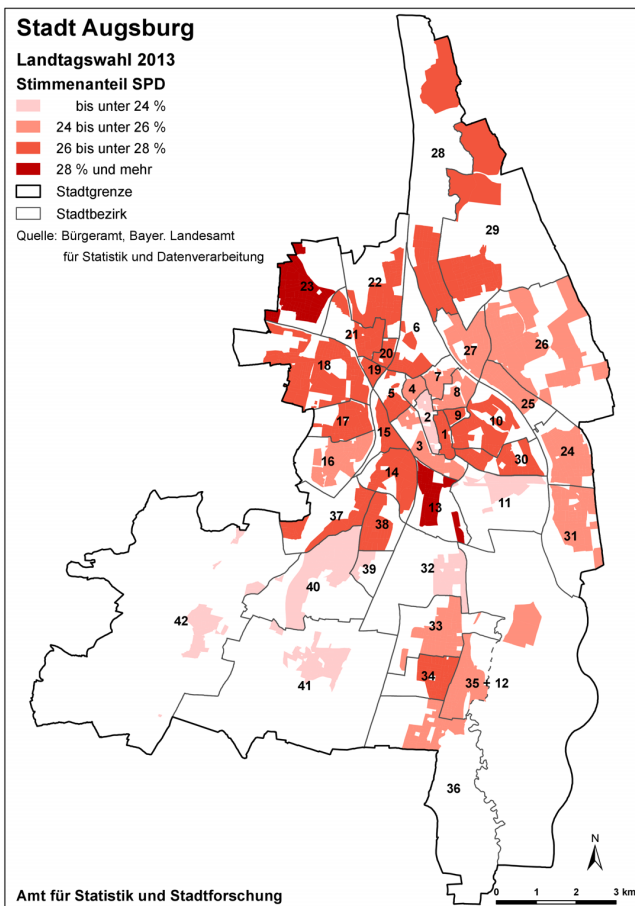 Stadt Augsburg
Landtagswahl 2013
Stimmenanteil SPD
bis unter 24 %
24 bis unter 26 %
26 bis unter 28 %
28 % und mehr
Stadtgrenze
Stadtbezirk
Quelle: Bürgeramt, Bayer. Landesamt
für Statistik und Datenverarbeitung
28
29
23
22
21
6
20
26
27
18
19
7
5
4
8
25
2
9
10
17
15
1
3
24
16
30
14
11
13
37
38
31
39
32
40
42
33
34
41
35 + 12
36
N
Amt für Statistik und Stadtforschung
0 1 2 3 km